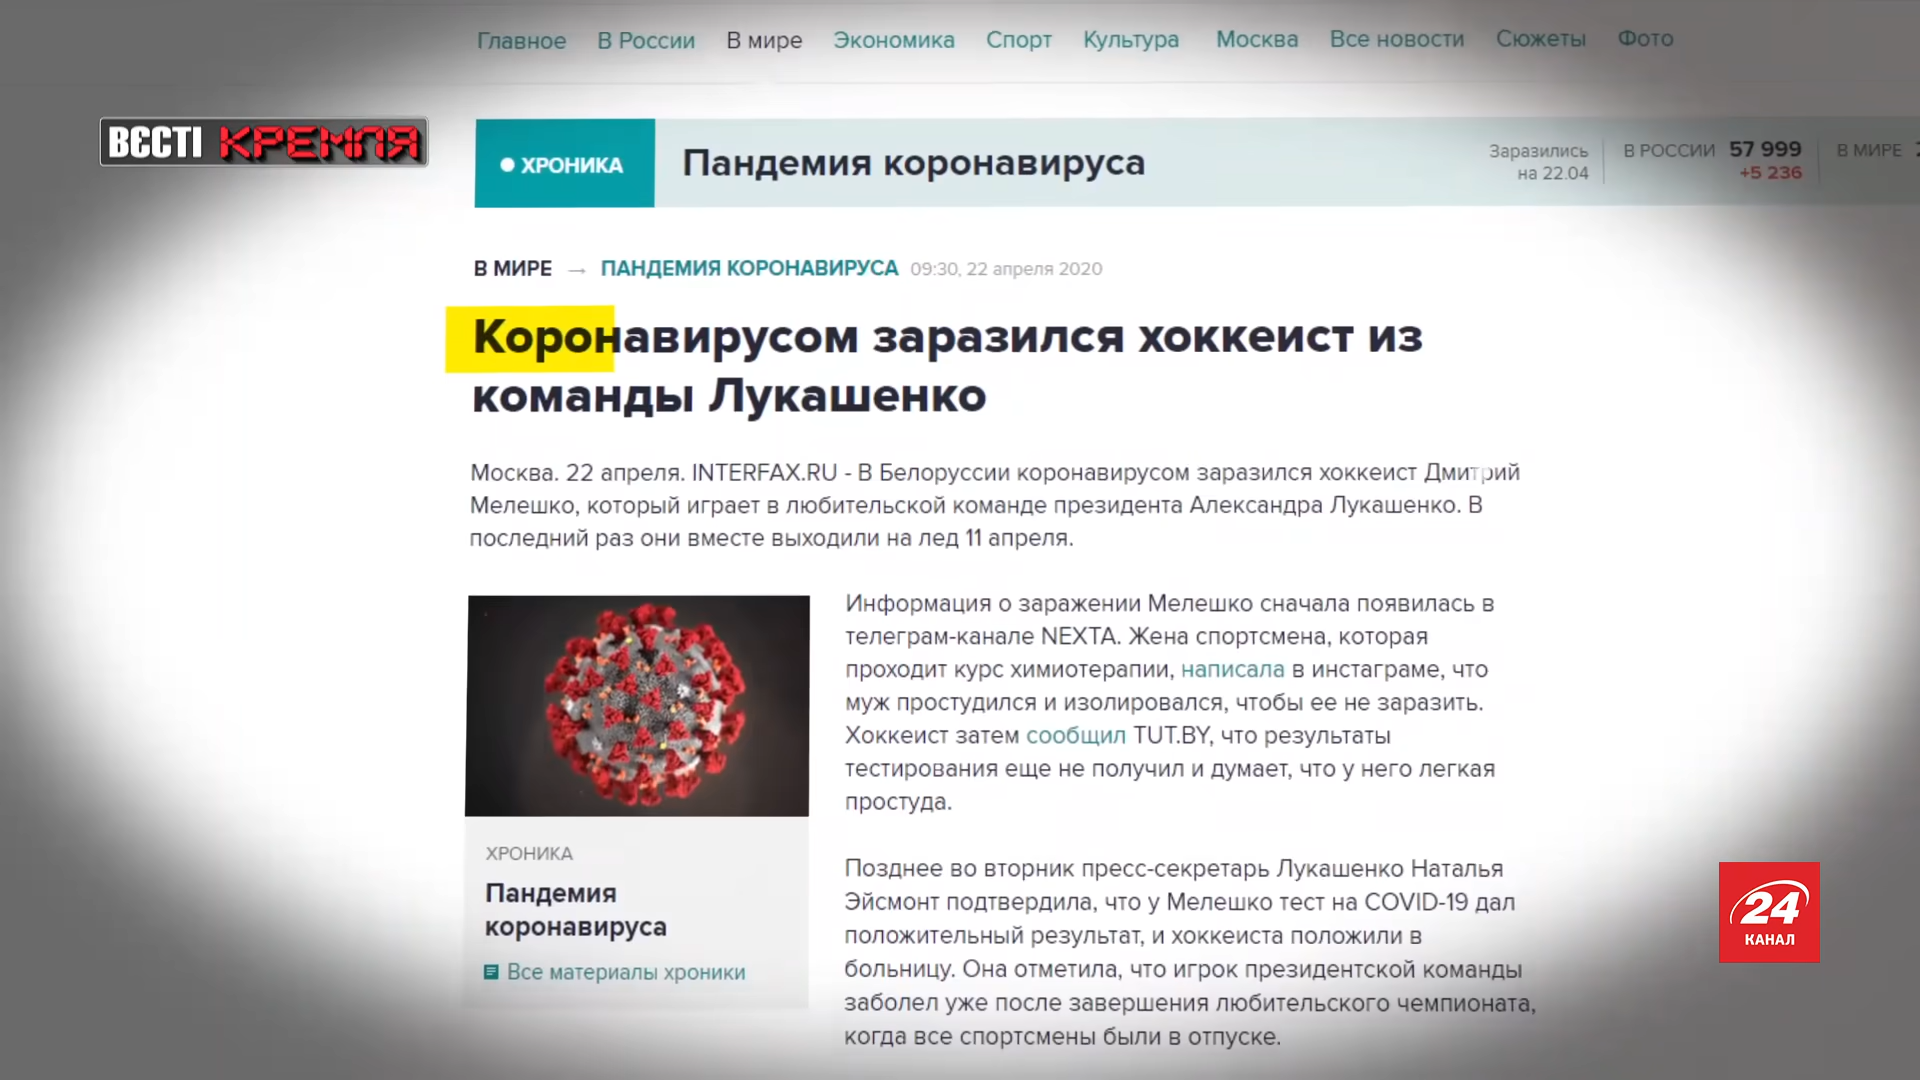 Главное В России В мире Экономика Спорт Культура Москва Все новости Сюжеты Фото
ВЄСТІ КРЕМЛЯ
ХРОНИКА
Пандемия коронавируса
Заразились
на 22.04
В РОССИИ 57 999
+5 236
В МИРЕ
В МИРЕ → ПАНДЕМИЯ КОРОНАВИРУСА 09:30, 22 апреля 2020
Коронавирусом заразился хоккеист из
команды Лукашенко
Москва. 22 апреля. INTERFAX.RU - В Белоруссии коронавирусом заразился хоккеист Дмитрий
Мелешко, который играет в любительской команде президента Александра Лукашенко. В
последний раз они вместе выходили на лед 11 апреля.
Информация о заражении Мелешко сначала появилась в
телеграм-канале NEXTA. Жена спортсмена, которая
проходит курс химиотерапии, написала в инстаграме, что
муж простудился и изолировался, чтобы ее не заразить.
Хоккеист затем сообщил TUT.BY, что результаты
тестирования еще не получил и думает, что у него легкая
простуда.
ХРОНИКА
Пандемия
коронавируса
Все материалы хроники
Позднее во вторник пресс-секретарь Лукашенко Наталья
Эйсмонт подтвердила, что у Мелешко тест на COVID-19 дал
положительный результат, и хоккеиста положили в
больницу. Она отметила, что игрок президентской команды
заболел уже после завершения любительского чемпионата,
когда все спортсмены были в отпуске.
24
КАНАЛ